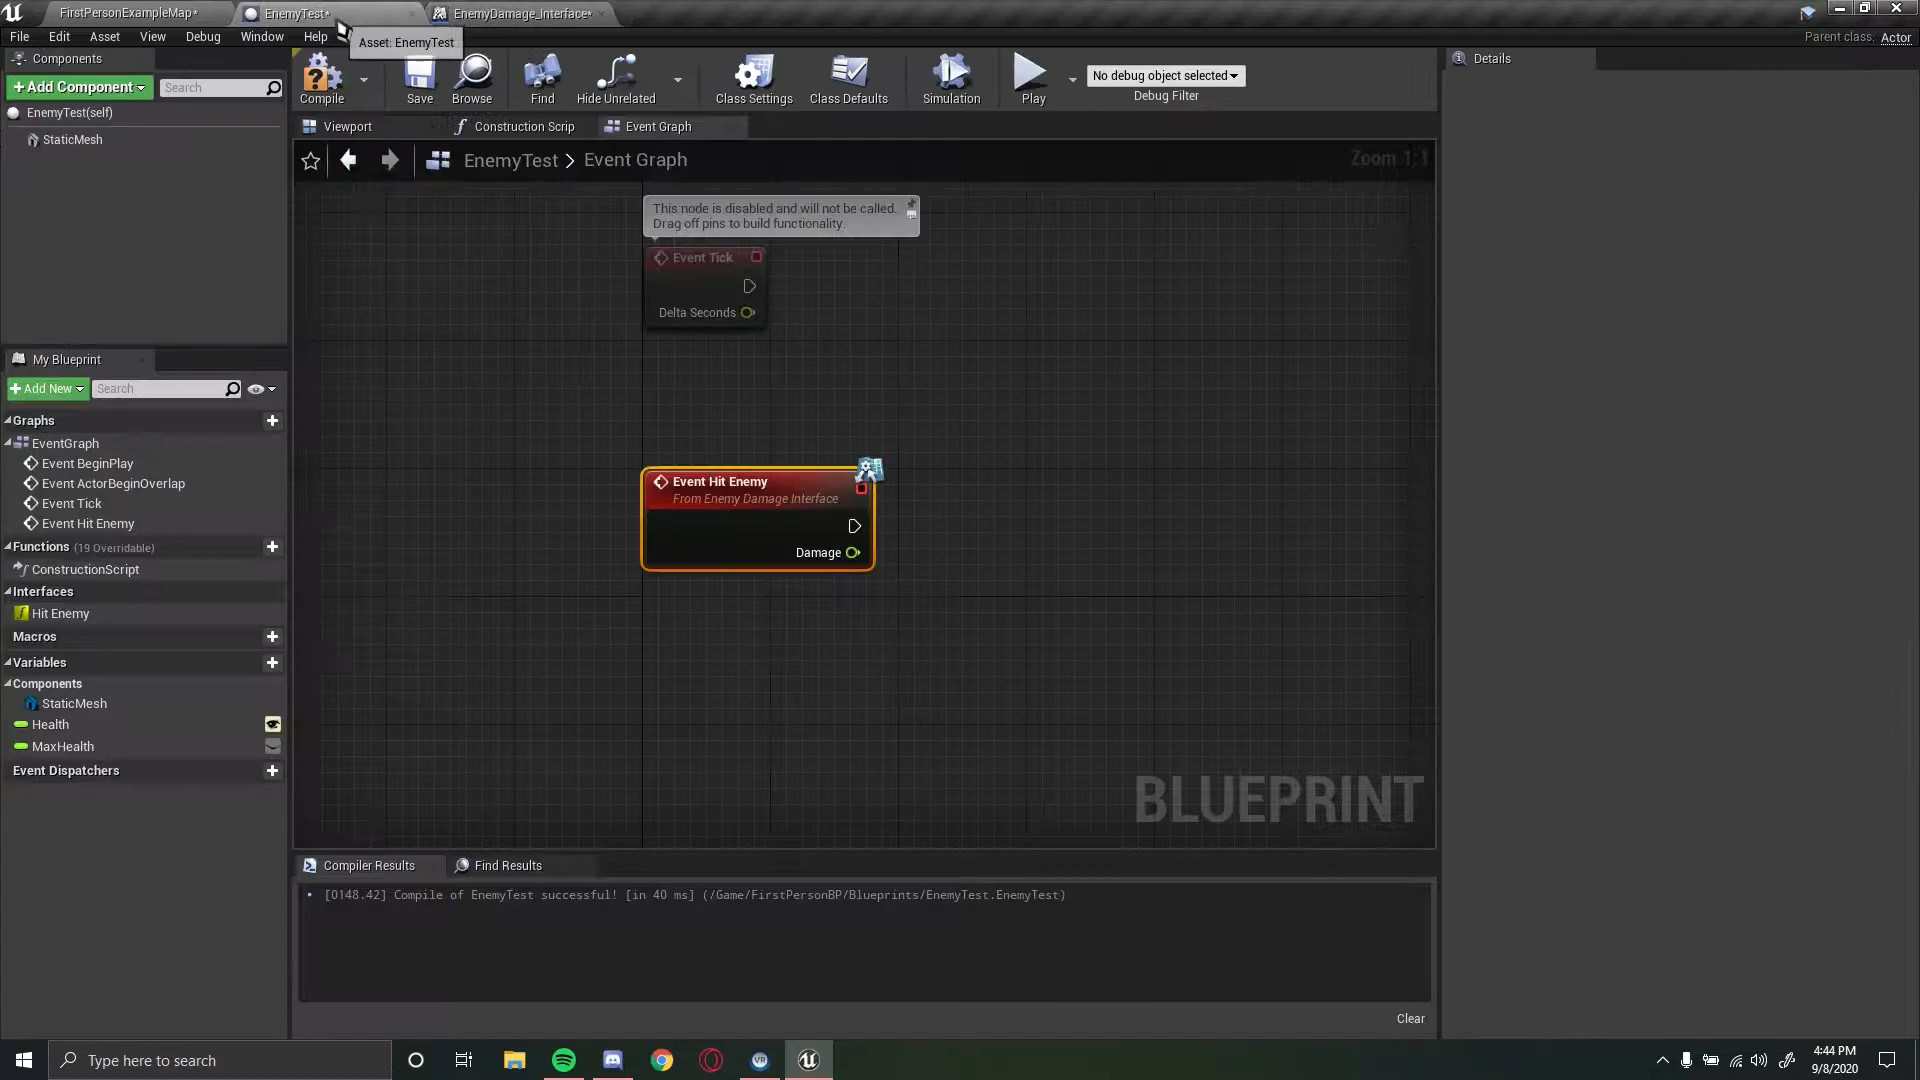 FirstPersonExampleMap*
EnemyTest*
EnemyDamage_Interface*
File Edit Asset View Debug Window Help
Asset: EnemyTest
Parent class: Actor
Components
+Add Component
Search
EnemyTest(self)
StaticMesh
Compile
Save
Browse
Find
Hide Unrelated
Class Settings
Class Defaults
Simulation
Play
No debug object selected
Debug Filter
Details
Viewport
Construction Scrip
Event Graph
EnemyTest > Event Graph
Zoom 1:1
This node is disabled and will not be called.
Drag off pins to build functionality.
Event Tick
Delta Seconds
Event Hit Enemy
From Enemy Damage Interface
Damage
BLUEPRINT
My Blueprint
+Add New
Search
Graphs
EventGraph
Event BeginPlay
Event ActorBeginOverlap
Event Tick
Event Hit Enemy
Functions (19 Overridable)
ConstructionScript
Interfaces
Hit Enemy
Macros
Variables
Components
StaticMesh
Health
MaxHealth
Event Dispatchers
Compiler Results
Find Results
[0148.42] Compile of EnemyTest successful! [in 40 ms] (/Game/FirstPersonBP/Blueprints/EnemyTest.EnemyTest)
Clear
Type here to search
4:44 PM
9/8/2020